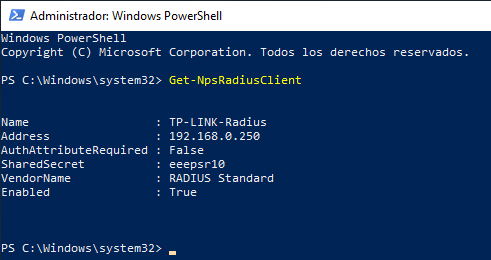 Administrador: Windows PowerShell
Windows PowerShell
Copyright (C) Microsoft Corporation. Todos los derechos reservados.
PS C:\Windows\system32> Get-NpsRadiusClient
Name : TP-LINK-Radius
Address : 192.168.0.250
AuthAttributeRequired : False
SharedSecret : eeepsr10
VendorName : RADIUS Standard
Enabled : True
PS C:\Windows\system32>